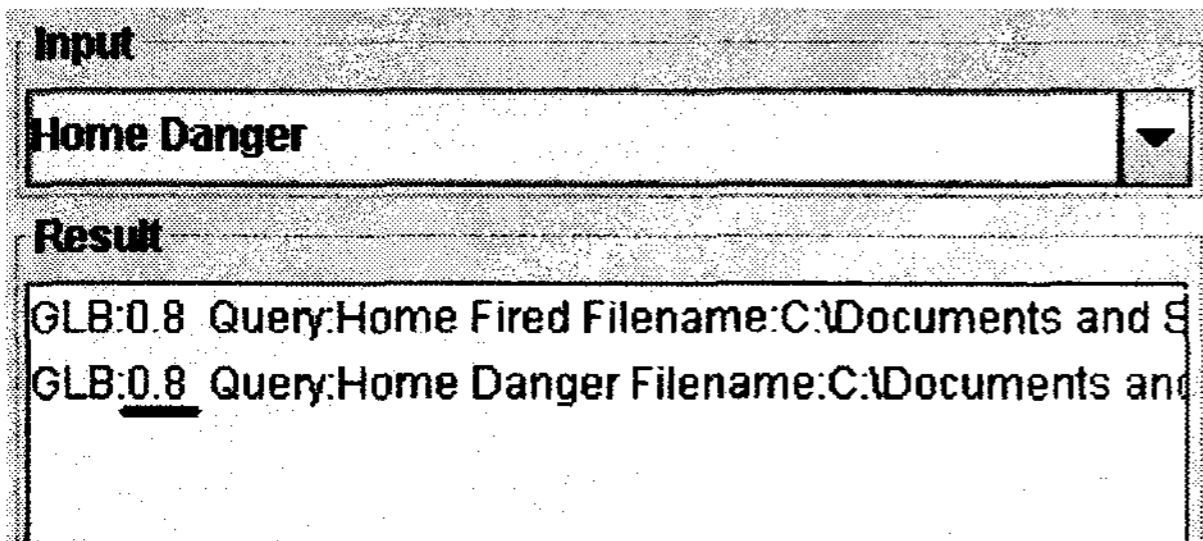 Input
Home Danger
Result
GLB:0.8 Query:Home Fired Filename:C:\Documents and S
GLB:0.8 Query:Home Danger Filename:C:\Documents and